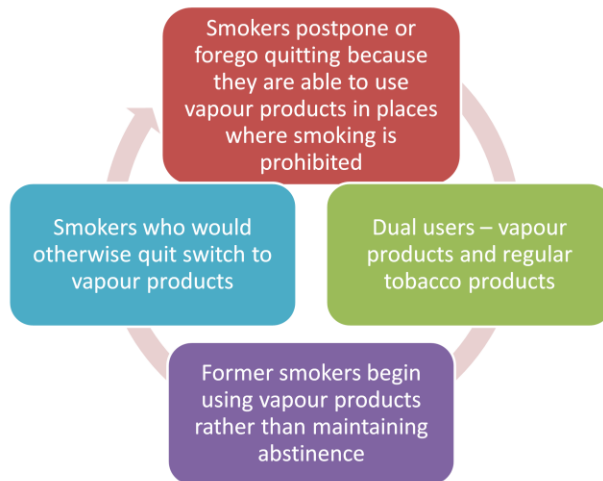 Smokers postpone or
forego quitting because
they are able to use
vapour products in places
where smoking is
prohibited
Dual users – vapour
products and regular
tobacco products
Former smokers begin
using vapour products
rather than maintaining
abstinence
Smokers who would
otherwise quit switch to
vapour products